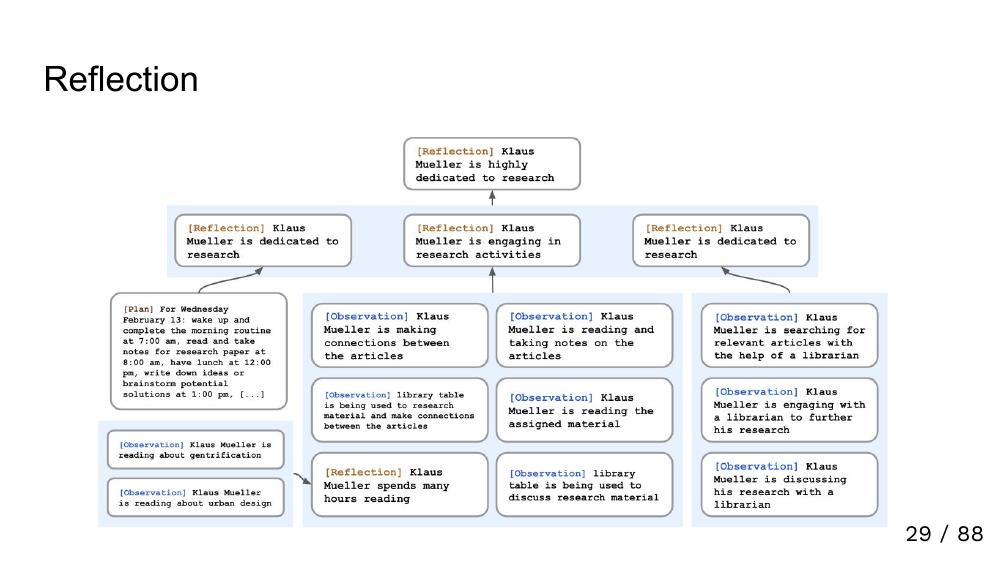 Reflection
[Reflection] Klaus
Mueller is highly
dedicated to research
[Reflection] Klaus
Mueller is dedicated to
research
[Reflection] Klaus
Mueller is engaging in
research activities
[Reflection] Klaus
Mueller is dedicated to
research
[Plan] For Wednesday
February 13: wake up and
complete the morning routine
at 7:00 am, read and take
notes for research paper at
8:00 am, have lunch at 12:00
pm, write down ideas or
brainstorm potential
solutions at 1:00 pm, [...]
[Observation] Klaus Mueller is
reading about gentrification
[Observation] Klaus Mueller
is reading about urban design
[Observation] Klaus
Mueller is making
connections between
the articles
[Observation] Klaus
Mueller is reading and
taking notes on the
articles
[Observation] library table
is being used to research
material and make connections
between the articles
[Observation] Klaus
Mueller is reading the
assigned material
[Reflection] Klaus
Mueller spends many
hours reading
[Observation] library
table is being used to
discuss research material
[Observation] Klaus
Mueller is searching for
relevant articles with
the help of a librarian
[Observation] Klaus
Mueller is engaging with
a librarian to further
his research
[Observation] Klaus
Mueller is discussing
his research with a
librarian
29 / 88